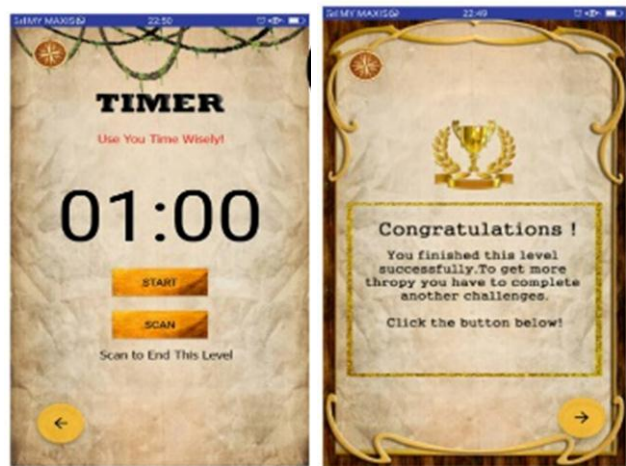 MY MAXIS
22:50
TIMER
Use You Time Wisely!
01:00
START
SCAN
Scan to End This Level
MY MAXIS
22:49
Congratulations !
You finished this level
successfully.To get more
thropy you have to complete
another challenges.
Click the button below!